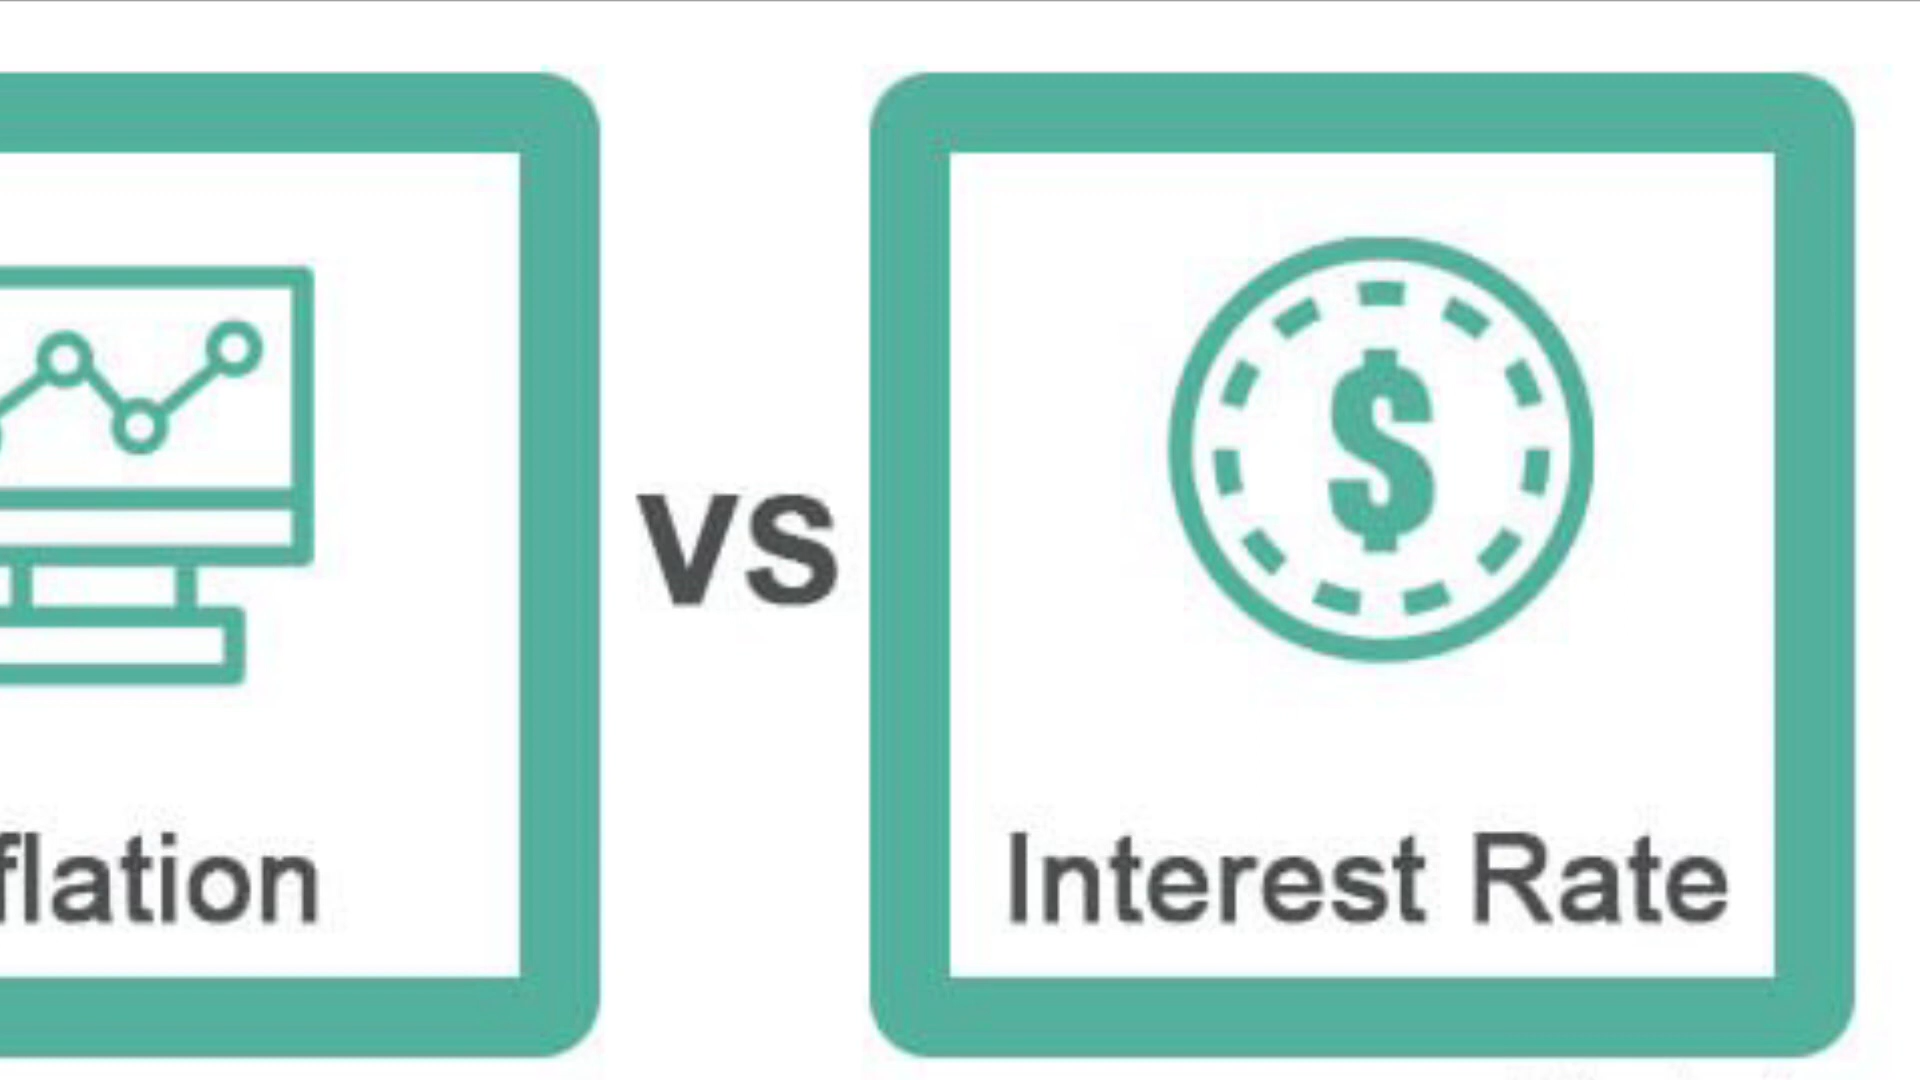 flation
VS
$
Interest Rate